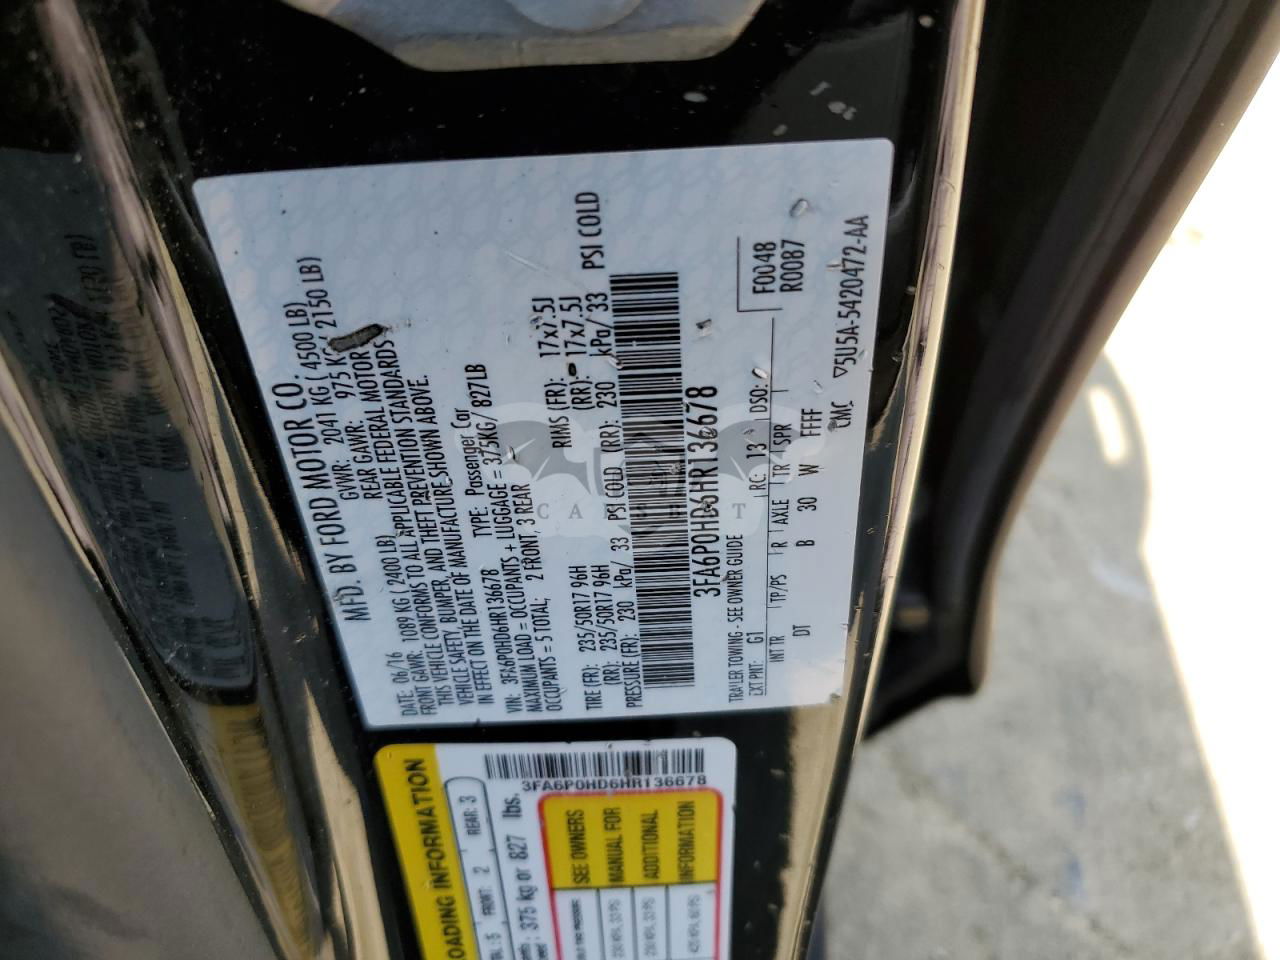 MFD. BY FORD MOTOR CO.
DATE: 06/16 GVWR: 2041 KG ( 4500 LB)
FRONT GAWR: 1089 KG ( 2400 LB) REAR GAWR: 975 KG 2150 LB)
THIS VEHICLE CONFORMS TO ALL APPLICABLE FEDERAL MOTOR
VEHICLE SAFETY, BUMPER, AND THEFT PREVENTION STANDARDS
IN EFFECT ON THE DATE OF MANUFACTURE SHOWN ABOVE.
VIN: 3FA6P0HD6HR136678 TYPE: Passenger Car
MAXIMUM LOAD = OCCUPANTS + LUGGAGE = 375KG/ 827LB
OCCUPANTS = 5 TOTAL; 2 FRONT, 3 REAR
TIRE (FR): 235/50R17 96H RIMS (FR): 17x7.5J
(RR): 235/50R17 96H (RR): 17x7.5J
PRESSURE (FR): 230 kPa/ 33 PSI COLD (RR): 230 kPa/ 33 PSI COLD
3FA6P0HD6HR136678
TRAILER TOWING - SEE OWNER GUIDE F0048
EXT PNT: G1 RC: 13 DSO: R0087
INT TR TP/PS R AXLE TR SPR
DT B 30 W FFFF
CMC ▽5U5A-5420472-AA
CARSBAT
3FA6P0HD6HR136678
LOADING INFORMATION
5 FRONT: 2 REAR: 3
375 kg or 827 lbs.
SEE OWNERS
MANUAL FOR
ADDITIONAL
INFORMATION